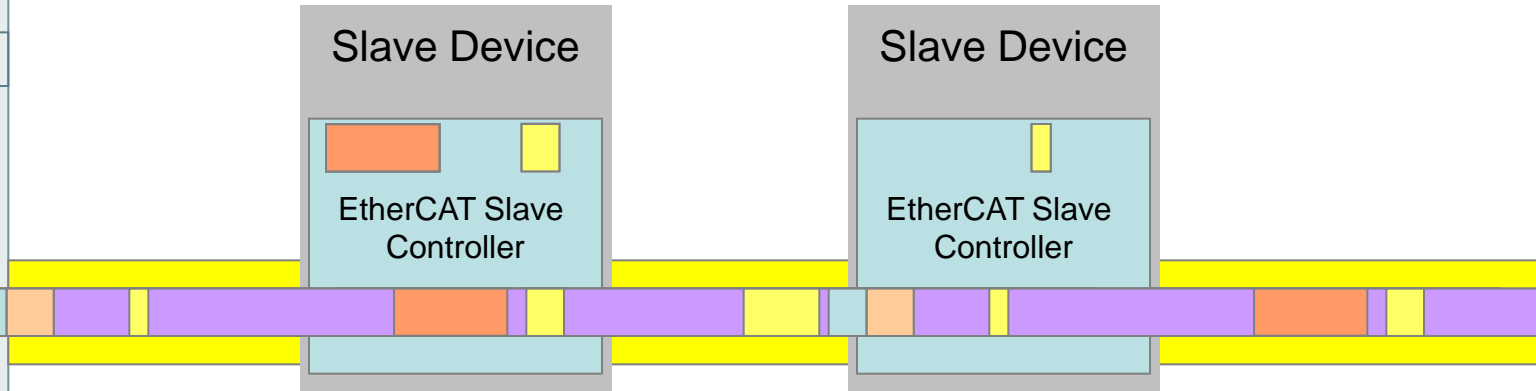 Slave Device
EtherCAT Slave
Controller
Slave Device
EtherCAT Slave
Controller